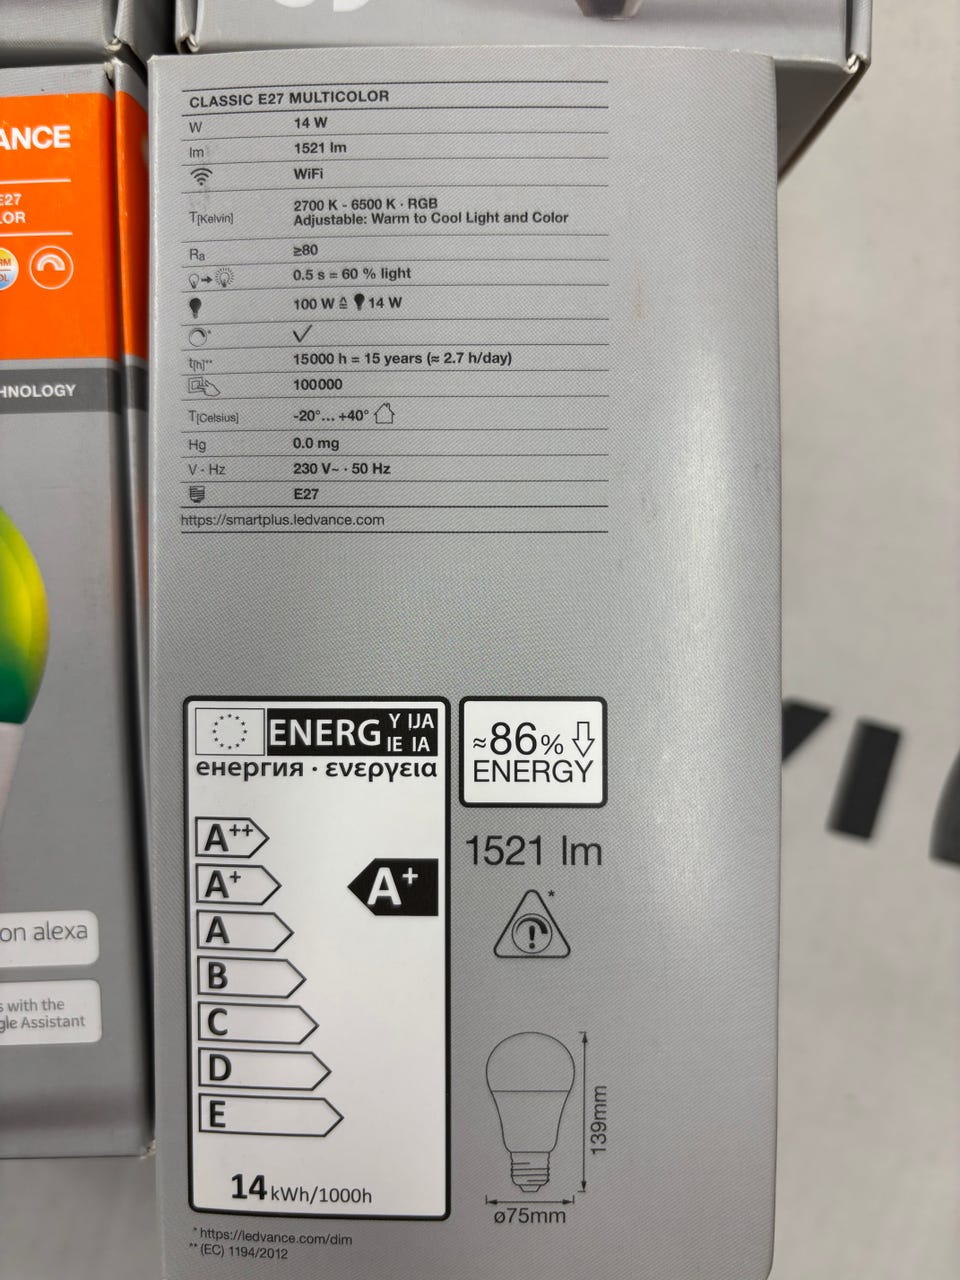 ANCE
E27
OR
RM
OL
HNOLOGY
on alexa
s with the
gle Assistant
CLASSIC E27 MULTICOLOR
W 14 W
lm 1521 lm
WiFi
T[Kelvin] 2700 K - 6500 K · RGB
Adjustable: Warm to Cool Light and Color
Ra ≥80
0.5 s = 60 % light
100 W ≙ 14 W
*
t[h]** 15000 h = 15 years (≈ 2.7 h/day)
100000
T[Celsius] -20°... +40°
Hg 0.0 mg
V · Hz 230 V~ · 50 Hz
E27
https://smartplus.ledvance.com
ENERG Y IJA
IE IA
енергия · ενεργεια
A++
A+
A+
A
B
C
D
E
14 kWh/1000h
≈86%
ENERGY
1521 lm
*
!
139mm
ø75mm
* https://ledvance.com/dim
** (EC) 1194/2012